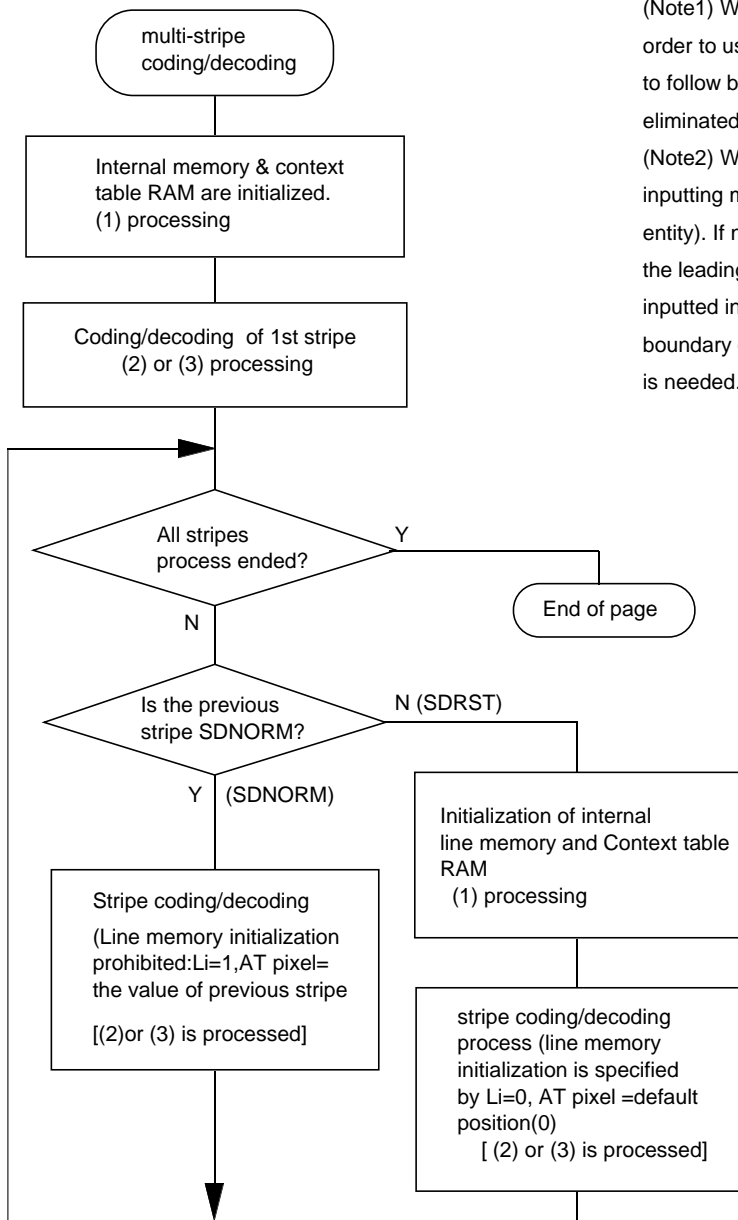 multi-stripe
coding/decoding
Internal memory & context
table RAM are initialized.
(1) processing
Coding/decoding of 1st stripe
(2) or (3) processing
All stripes
process ended?
Y
End of page
N
Is the previous
stripe SDNORM?
N (SDRST)
Y (SDNORM)
Initialization of internal
line memory and Context table
RAM
(1) processing
Stripe coding/decoding
(Line memory initialization
prohibited:Li=1,AT pixel=
the value of previous stripe
[(2)or (3) is processed]
stripe coding/decoding
process (line memory
initialization is specified
by Li=0, AT pixel =default
position(0)
[ (2) or (3) is processed]
(Note1) W
order to us
to follow b
eliminated
(Note2) W
inputting m
entity). If n
the leading
inputted in
boundary
is needed.